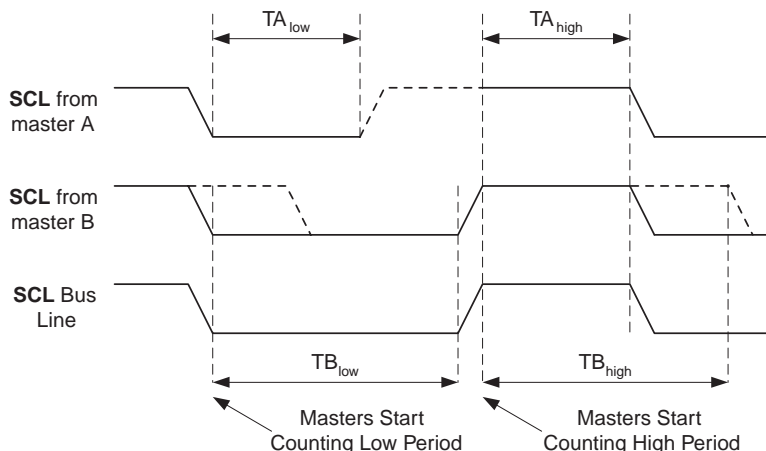 TA low
TA high
SCL from
master A
SCL from
master B
SCL Bus
Line
TB low
TB high
Masters Start
Counting Low Period
Masters Start
Counting High Period